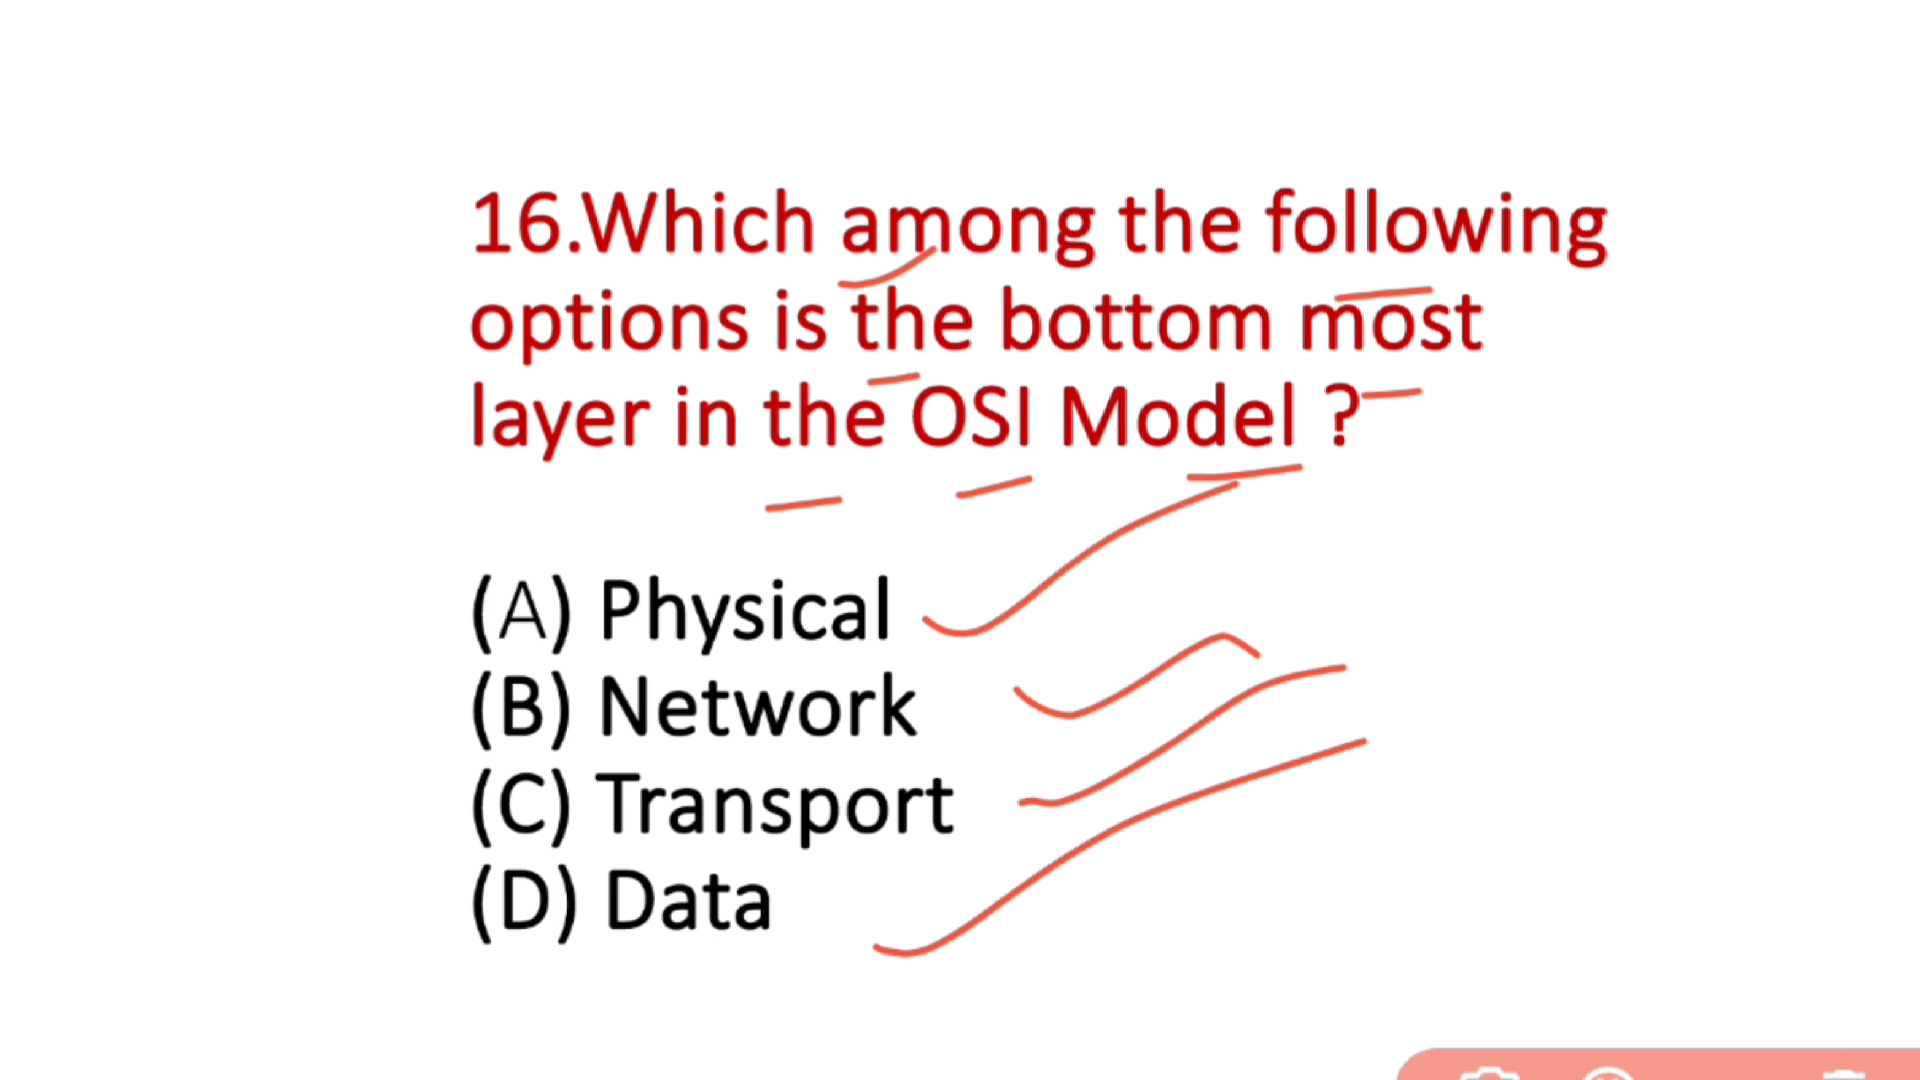 16.Which among the following
options is the bottom most
layer in the OSI Model ?
(A) Physical
(B) Network
(C) Transport
(D) Data